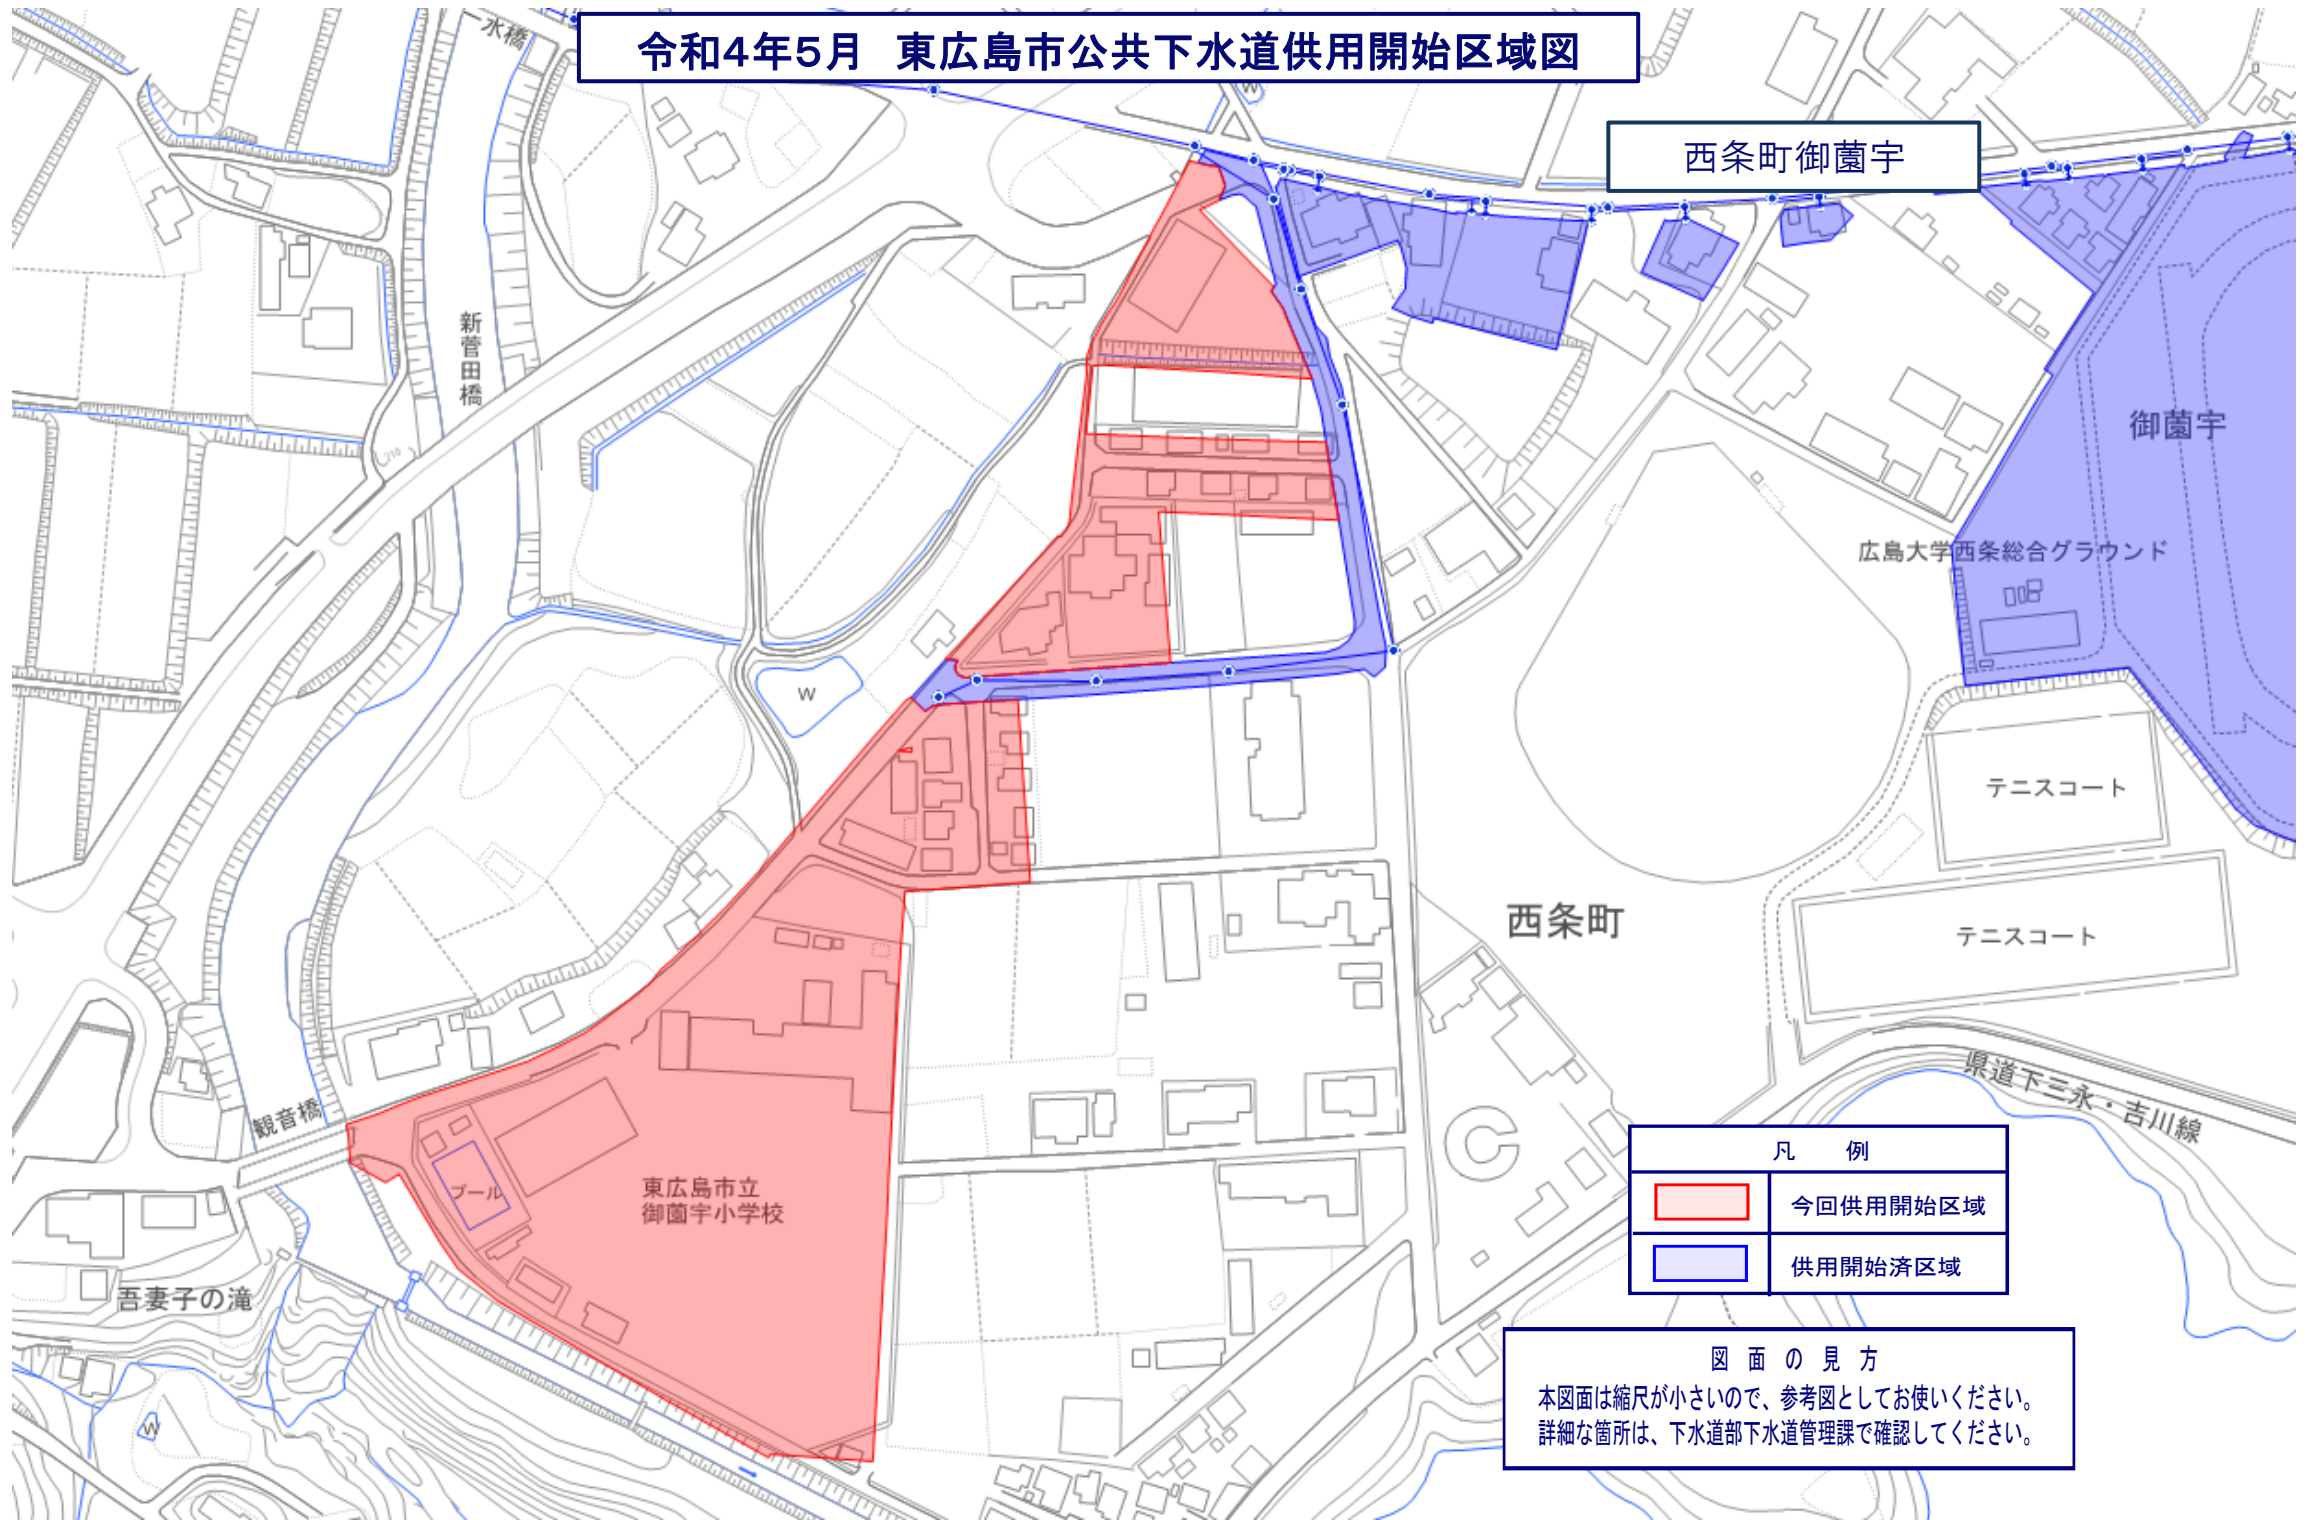 一水橋
令和4年5月　東広島市公共下水道供用開始区域図
W
西条町御薗宇
新菅田橋
210
御薗宇
広島大学西条総合グラウンド
W
テニスコート
西条町
テニスコート
県道下三永・吉川線
観音橋
プール
東広島市立
御薗宇小学校
C
吾妻子の滝
W
凡　例
今回供用開始区域
供用開始済区域
図　面　の　見　方
本図面は縮尺が小さいので、参考図としてお使いください。
詳細な箇所は、下水道部下水道管理課で確認してください。